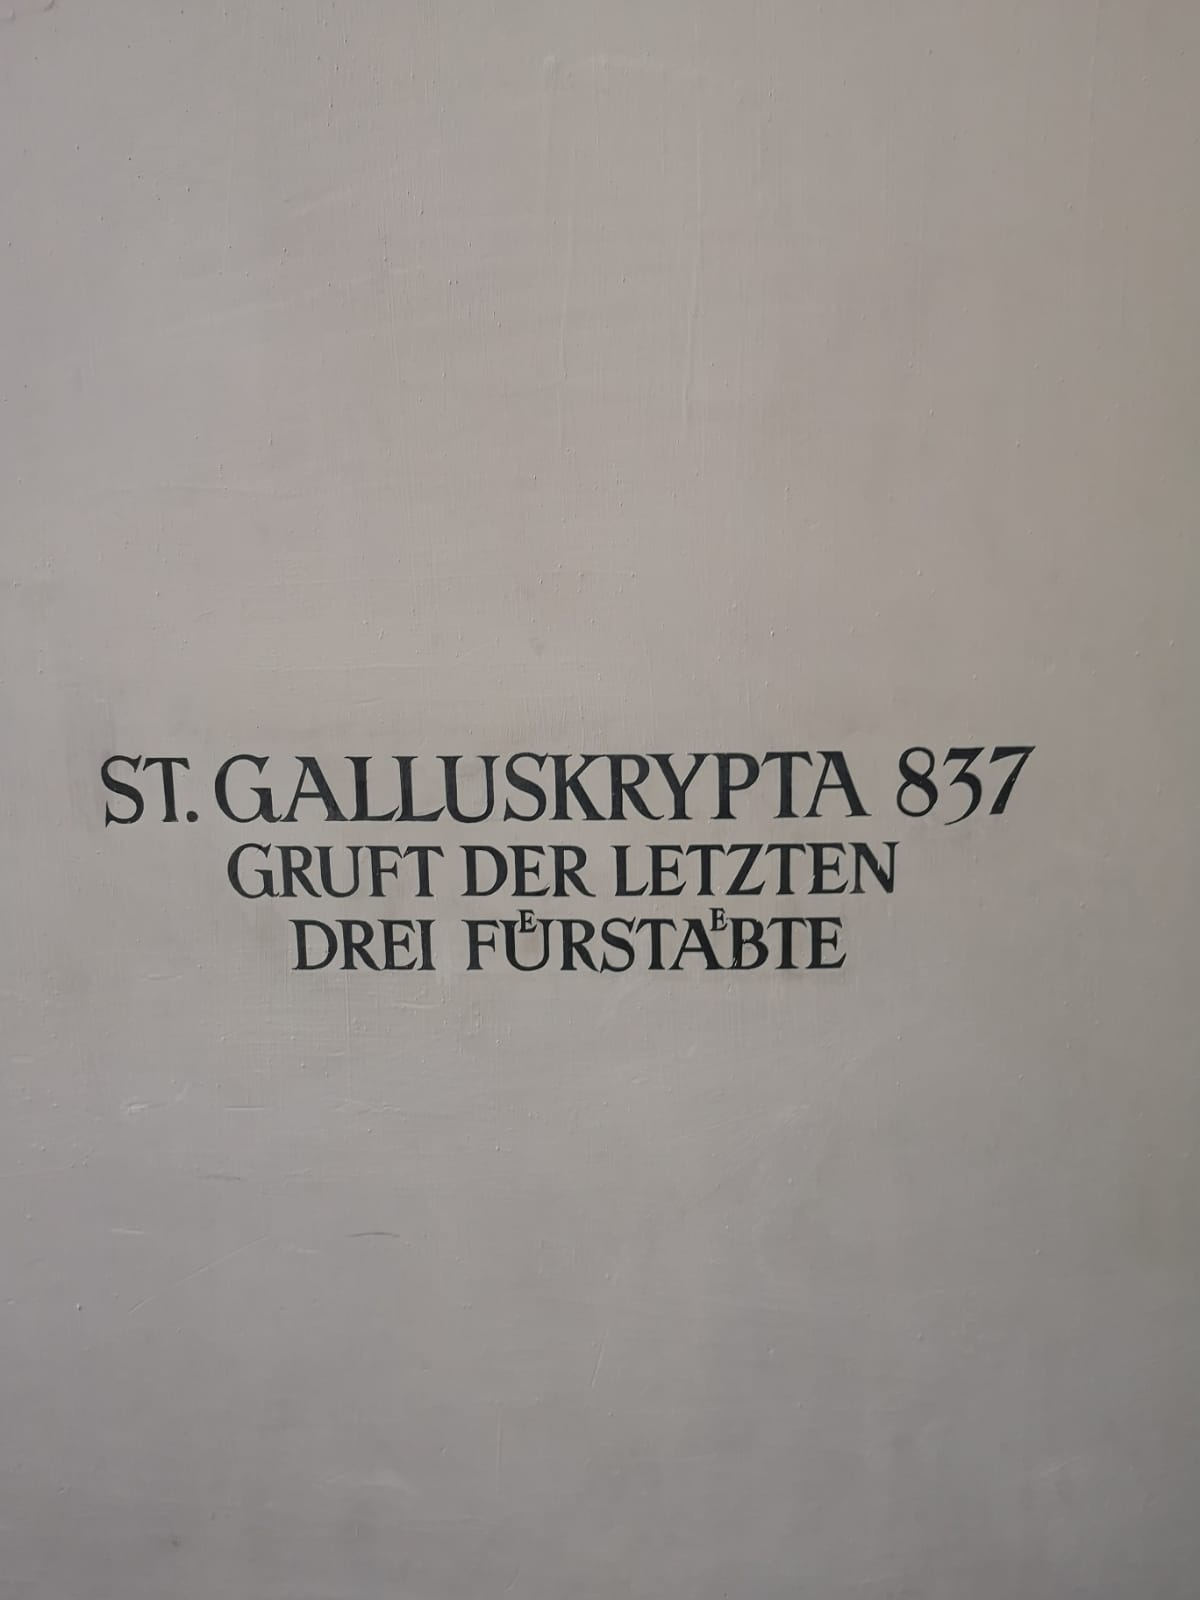 ST. GALLUSKRYPTA 837
GRUFT DER LETZTEN
DREI FUͤRSTAͤBTE